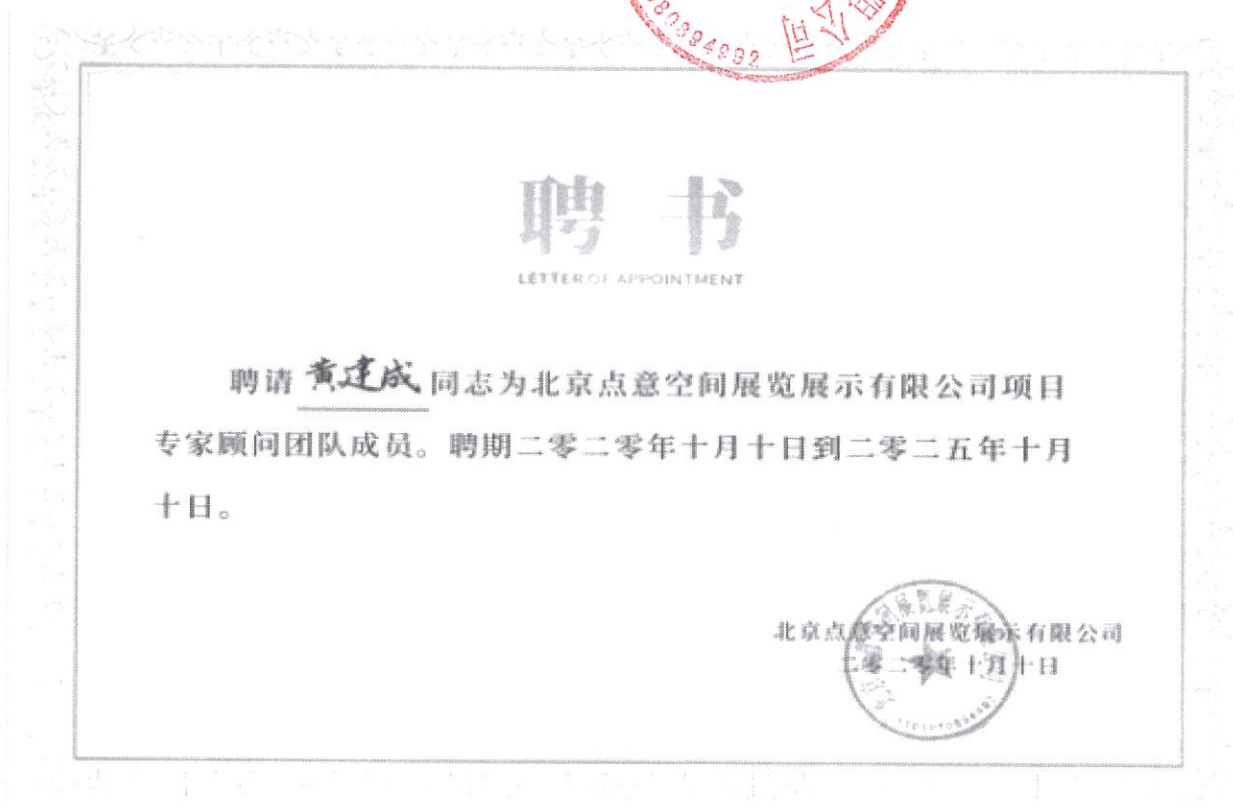 限公司
80894992
聘书
LETTER OF APPOINTMENT
聘请 黄建成 同志为北京点意空间展览展示有限公司项目
专家顾问团队成员。聘期二零二零年十月十日到二零二五年十月
十日。
北京点意空间展览展示有限公司
二零二零年十月十日